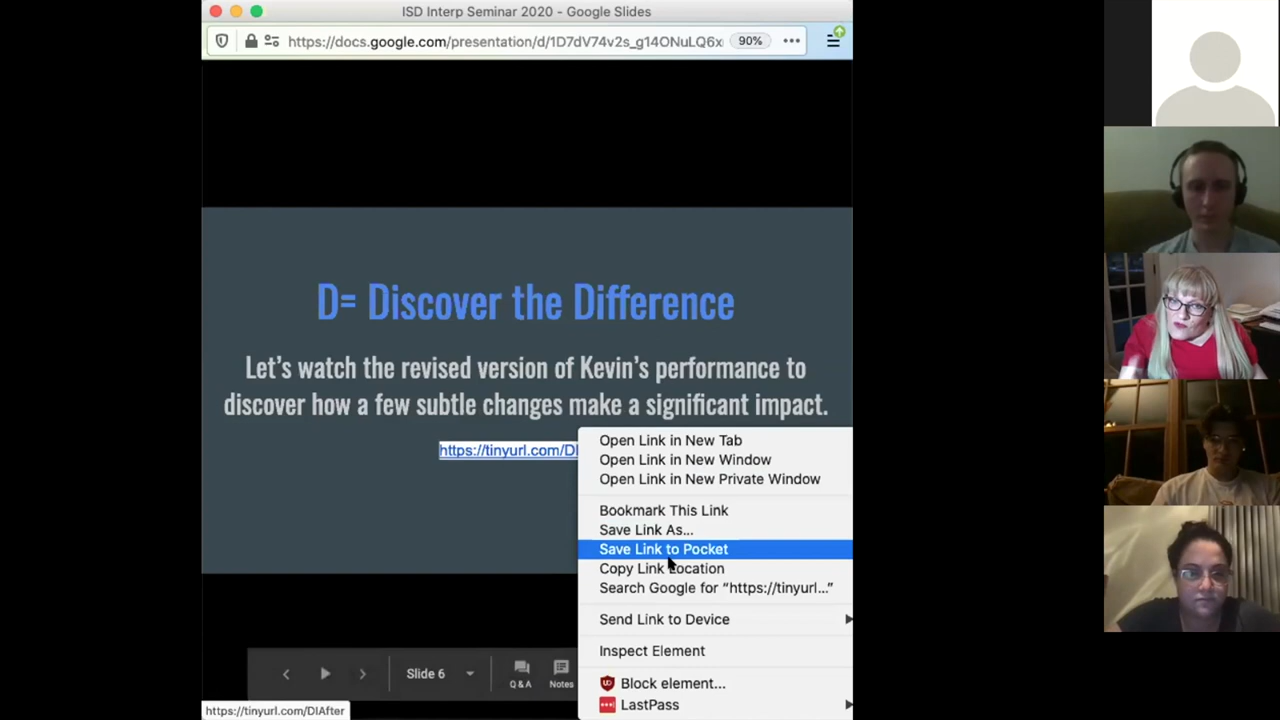 ISD Interp Seminar 2020 - Google Slides
https://docs.google.com/presentation/d/1D7dV74v2s_g14ONuLQ6x
90%
D= Discover the Difference
Let's watch the revised version of Kevin's performance to
discover how a few subtle changes make a significant impact.
https://tinyurl.com/DI
Open Link in New Tab
Open Link in New Window
Open Link in New Private Window
Bookmark This Link
Save Link As...
Save Link to Pocket
Copy Link Location
Search Google for “https://tinyurl...”
Send Link to Device
Inspect Element
Block element...
LastPass
Slide 6
Q & A
Notes
https://tinyurl.com/DIAfter